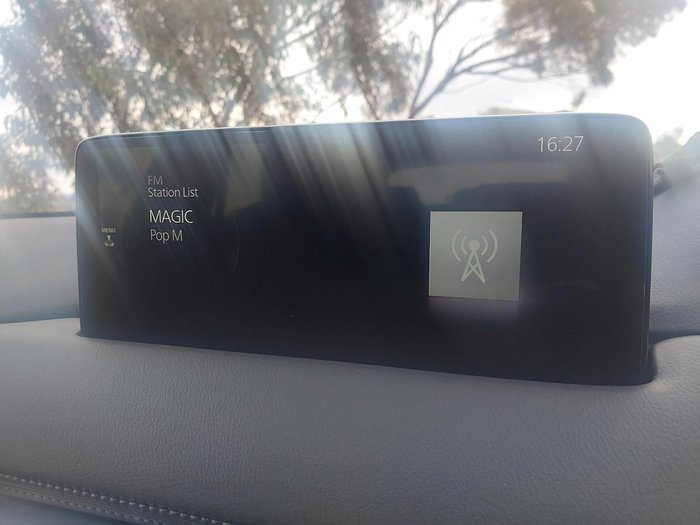 16:27
FM
Station List
MAGIC
Pop M
MENU